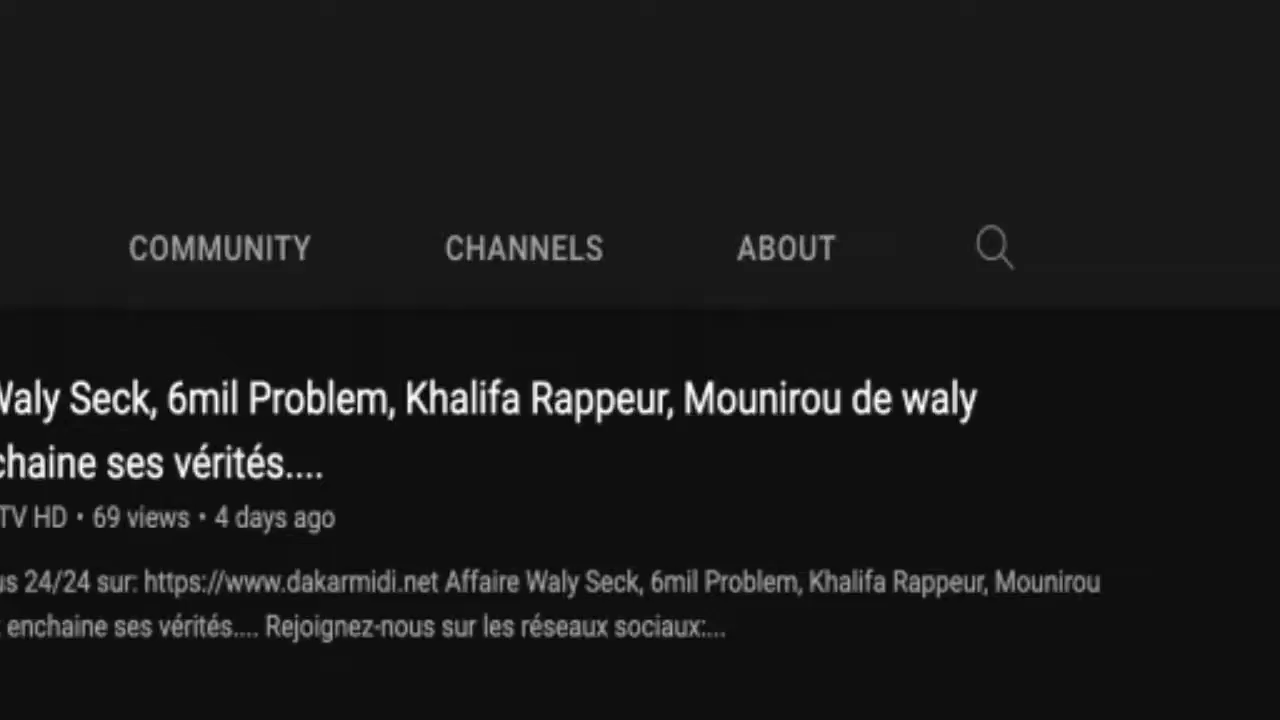 COMMUNITY CHANNELS ABOUT
Waly Seck, 6mil Problem, Khalifa Rappeur, Mounirou de waly
chaine ses vérités....
TV HD • 69 views • 4 days ago
us 24/24 sur: https://www.dakarmidi.net Affaire Waly Seck, 6mil Problem, Khalifa Rappeur, Mounirou
enchaine ses vérités.... Rejoignez-nous sur les réseaux sociaux:...